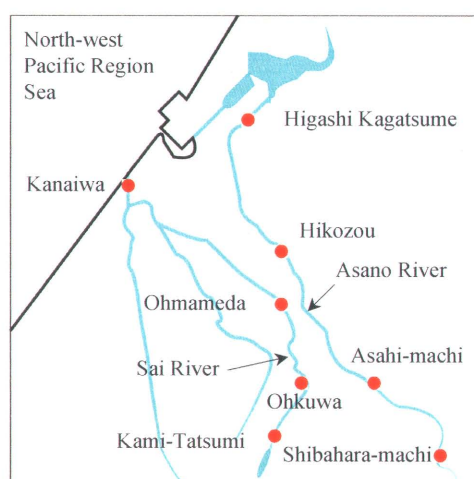 North-west
Pacific Region
Sea
Higashi Kagatsume
Kanaiwa
Hikozou
Asano River
Ohmameda
Sai River
Asahi-machi
Ohkuwa
Kami-Tatsumi
Shibahara-machi